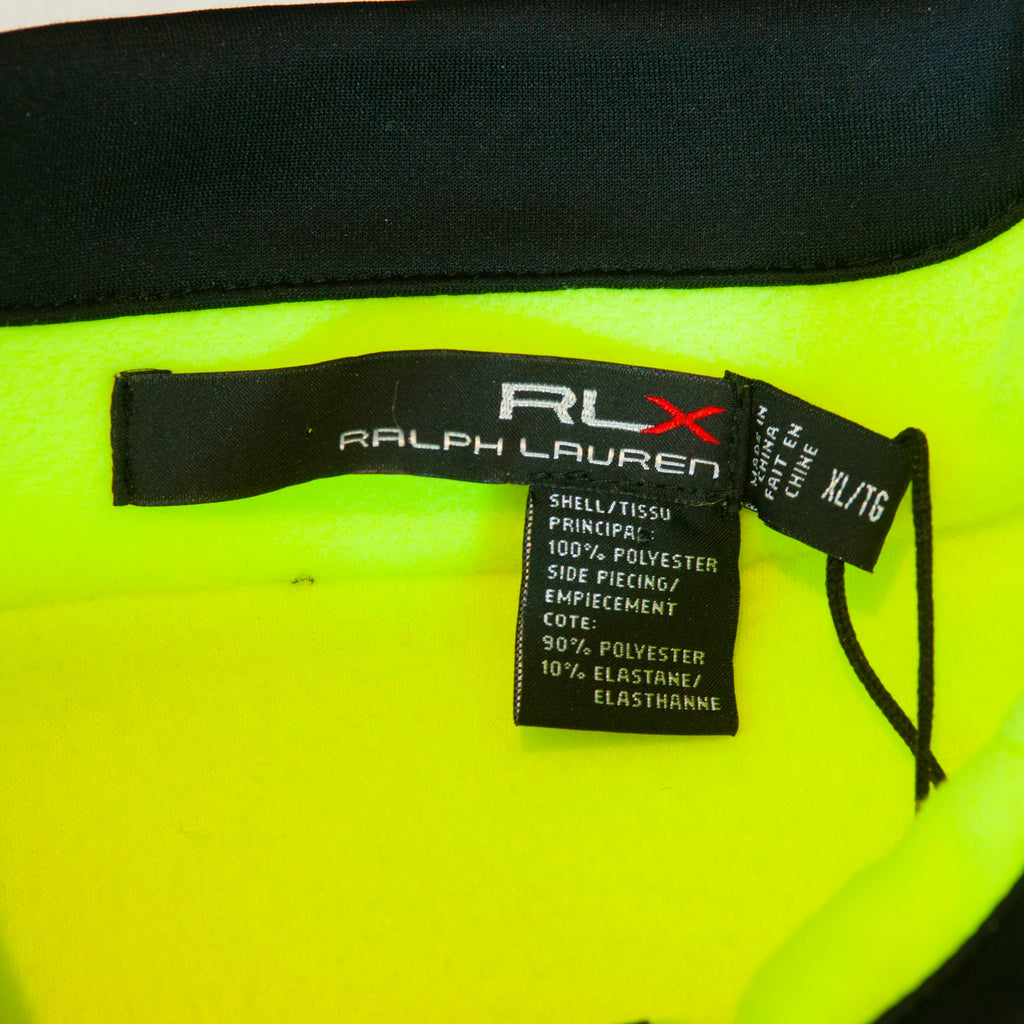 RLX
RALPH LAUREN
MADE IN
CHINA
FAIT EN
CHINE
XL/TG
SHELL/TISSU
PRINCIPAL:
100% POLYESTER
SIDE PIECING/
EMPIECEMENT
COTE:
90% POLYESTER
10% ELASTANE/
ELASTHANNE